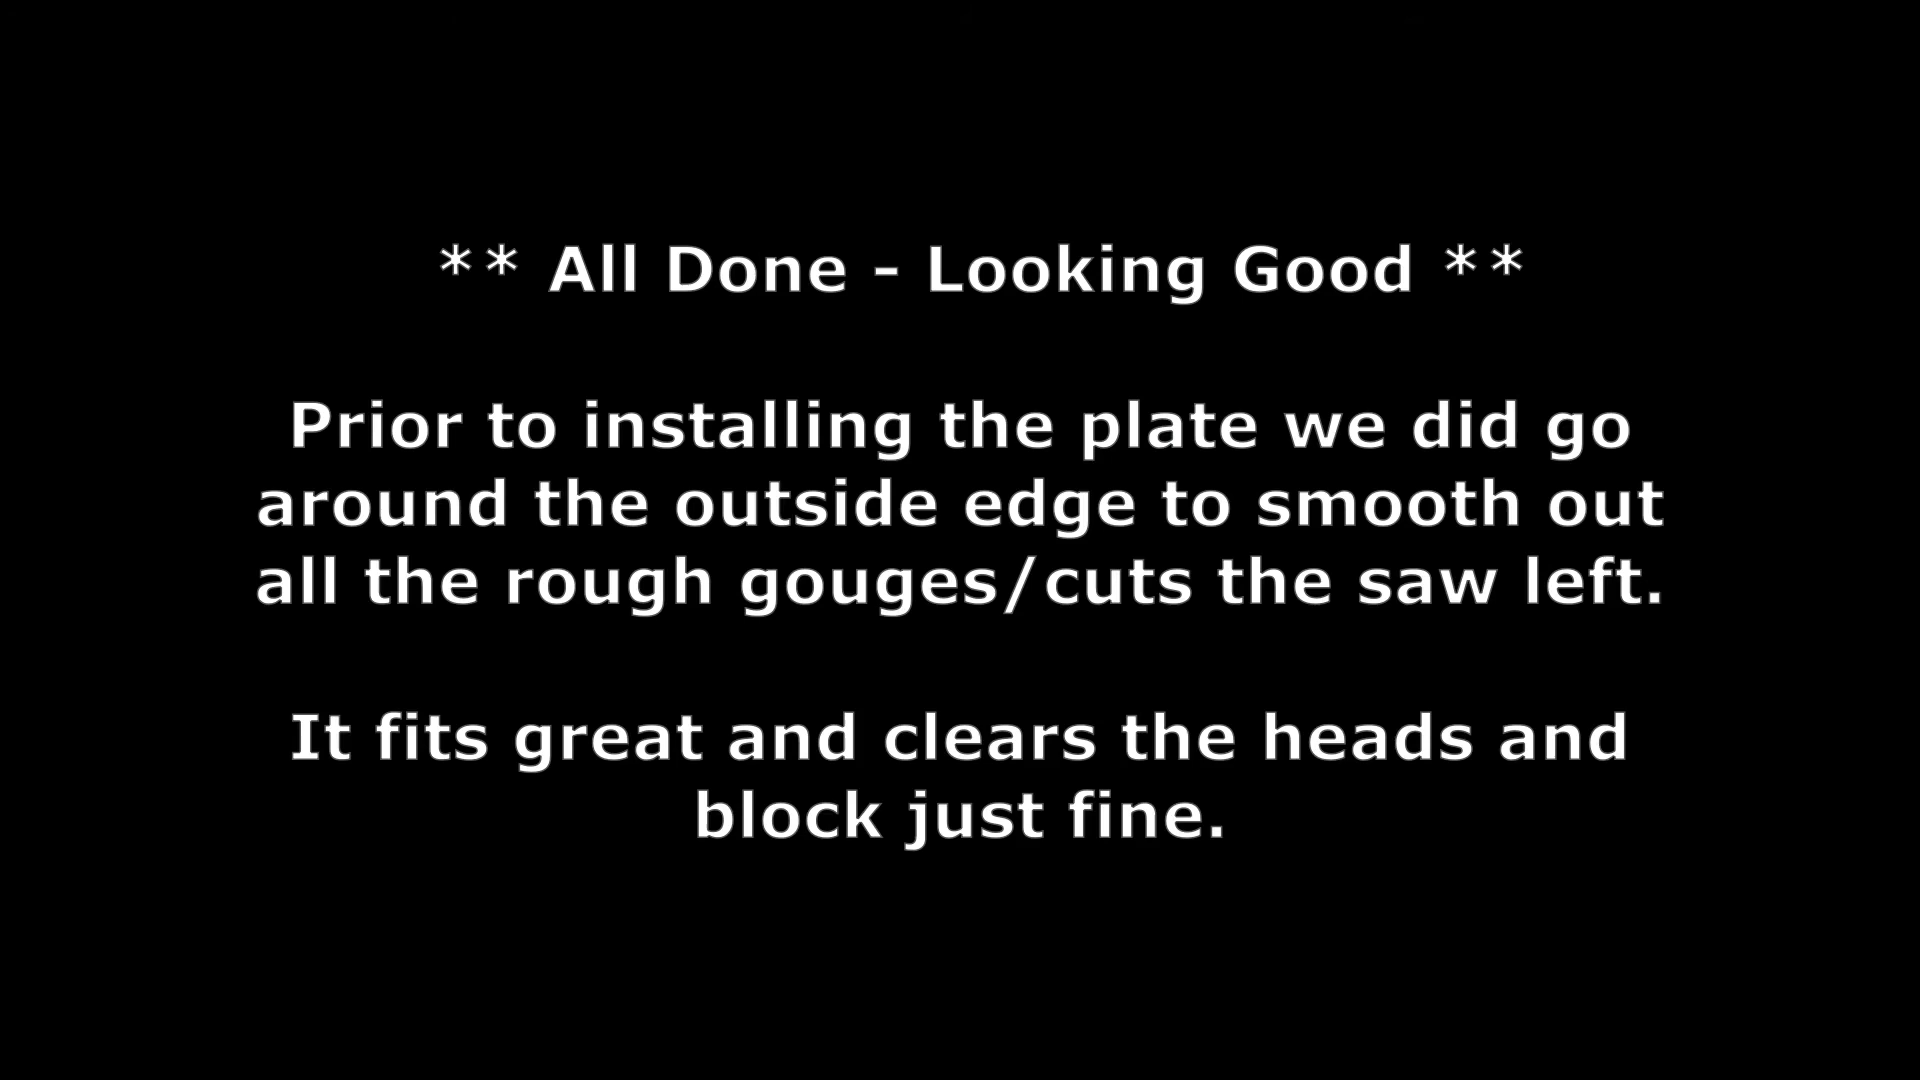 ** All Done - Looking Good **
Prior to installing the plate we did go
around the outside edge to smooth out
all the rough gouges/cuts the saw left.
It fits great and clears the heads and
block just fine.